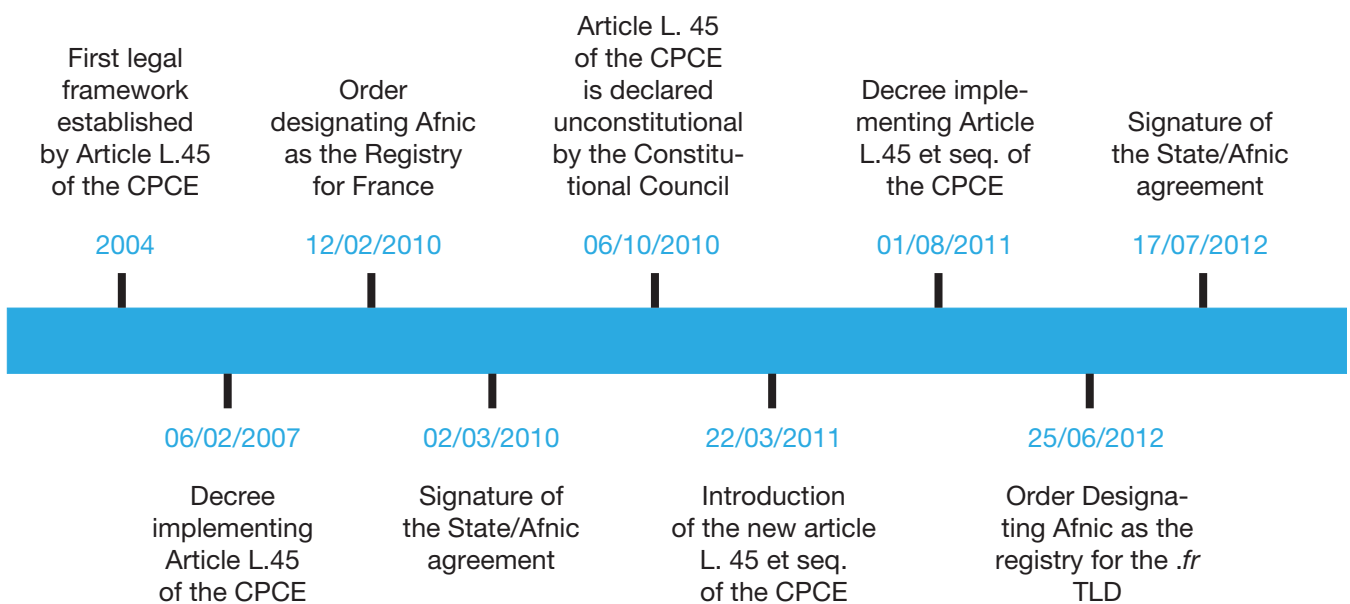 First legal
framework
established
by Article L.45
of the CPCE
2004
06/02/2007
Decree
implementing
Article L.45
of the CPCE
Order
designating Afnic
as the Registry
for France
12/02/2010
02/03/2010
Signature of
the State/Afnic
agreement
Article L. 45
of the CPCE
is declared
unconstitutional
by the Constitu-
tional Council
06/10/2010
22/03/2011
Introduction
of the new article
L. 45 et seq.
of the CPCE
Decree imple-
menting Article
L.45 et seq. of
the CPCE
01/08/2011
25/06/2012
Order Designa-
ting Afnic as the
registry for the .fr
TLD
Signature of
the State/Afnic
agreement
17/07/2012